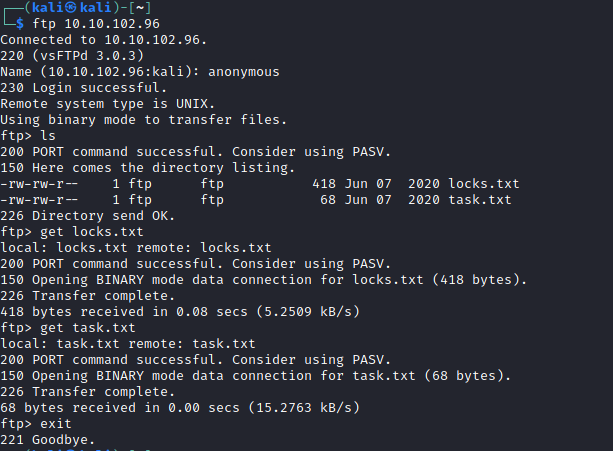 ┌──(kali㉿kali)-[~]
└─$ ftp 10.10.102.96
Connected to 10.10.102.96.
220 (vsFTPd 3.0.3)
Name (10.10.102.96:kali): anonymous
230 Login successful.
Remote system type is UNIX.
Using binary mode to transfer files.
ftp> ls
200 PORT command successful. Consider using PASV.
150 Here comes the directory listing.
-rw-rw-r--    1 ftp      ftp           418 Jun 07  2020 locks.txt
-rw-rw-r--    1 ftp      ftp            68 Jun 07  2020 task.txt
226 Directory send OK.
ftp> get locks.txt
local: locks.txt remote: locks.txt
200 PORT command successful. Consider using PASV.
150 Opening BINARY mode data connection for locks.txt (418 bytes).
226 Transfer complete.
418 bytes received in 0.08 secs (5.2509 kB/s)
ftp> get task.txt
local: task.txt remote: task.txt
200 PORT command successful. Consider using PASV.
150 Opening BINARY mode data connection for task.txt (68 bytes).
226 Transfer complete.
68 bytes received in 0.00 secs (15.2763 kB/s)
ftp> exit
221 Goodbye.